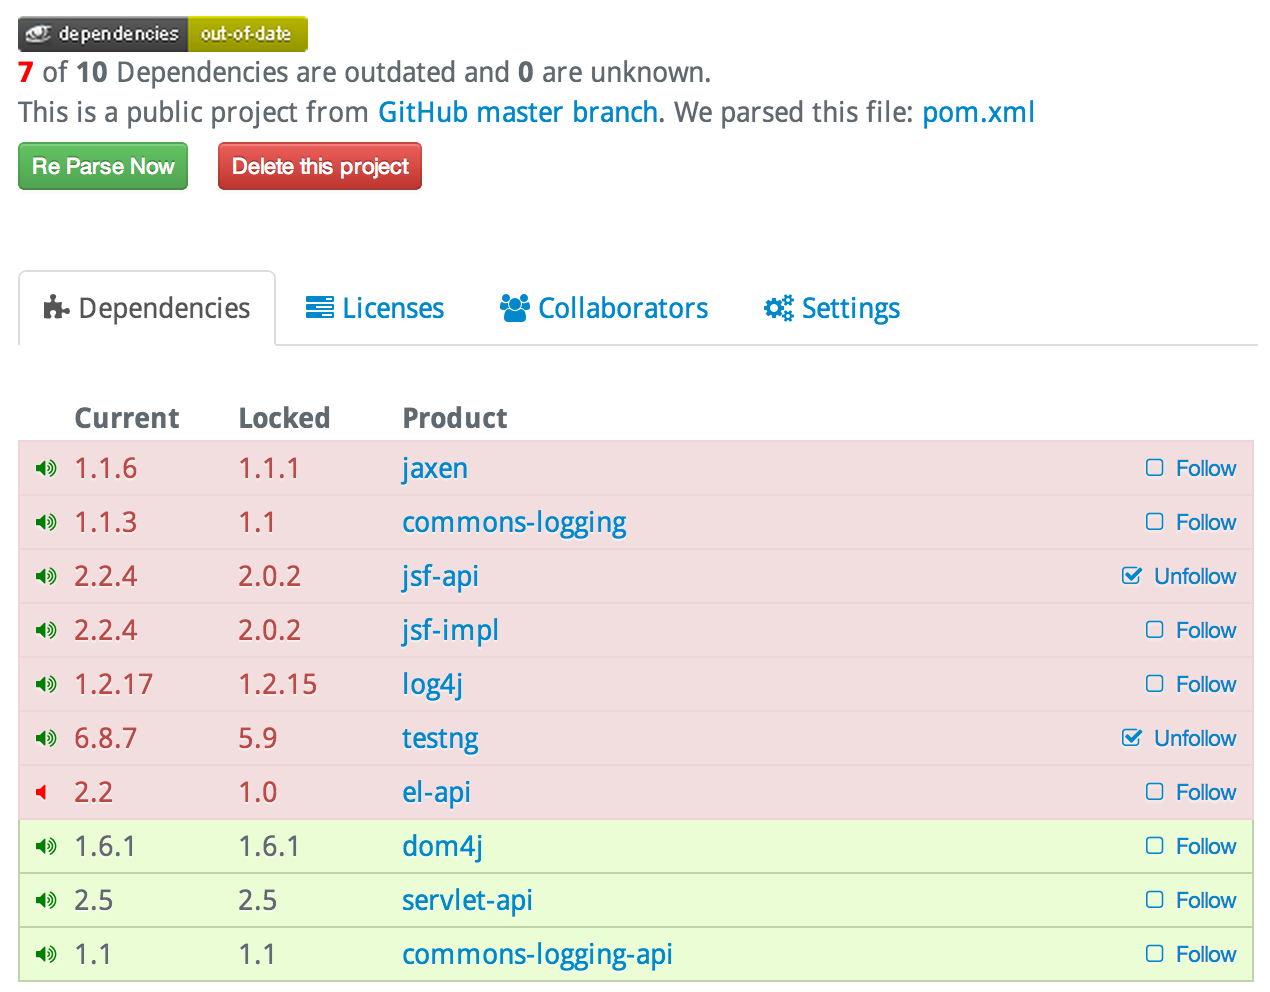 dependencies out-of-date
7 of 10 Dependencies are outdated and 0 are unknown.
This is a public project from GitHub master branch. We parsed this file: pom.xml
Re Parse Now Delete this project
Dependencies Licenses Collaborators Settings
Current Locked Product
1.1.6 1.1.1 jaxen Follow
1.1.3 1.1 commons-logging Follow
2.2.4 2.0.2 jsf-api Unfollow
2.2.4 2.0.2 jsf-impl Follow
1.2.17 1.2.15 log4j Follow
6.8.7 5.9 testng Unfollow
2.2 1.0 el-api Follow
1.6.1 1.6.1 dom4j Follow
2.5 2.5 servlet-api Follow
1.1 1.1 commons-logging-api Follow